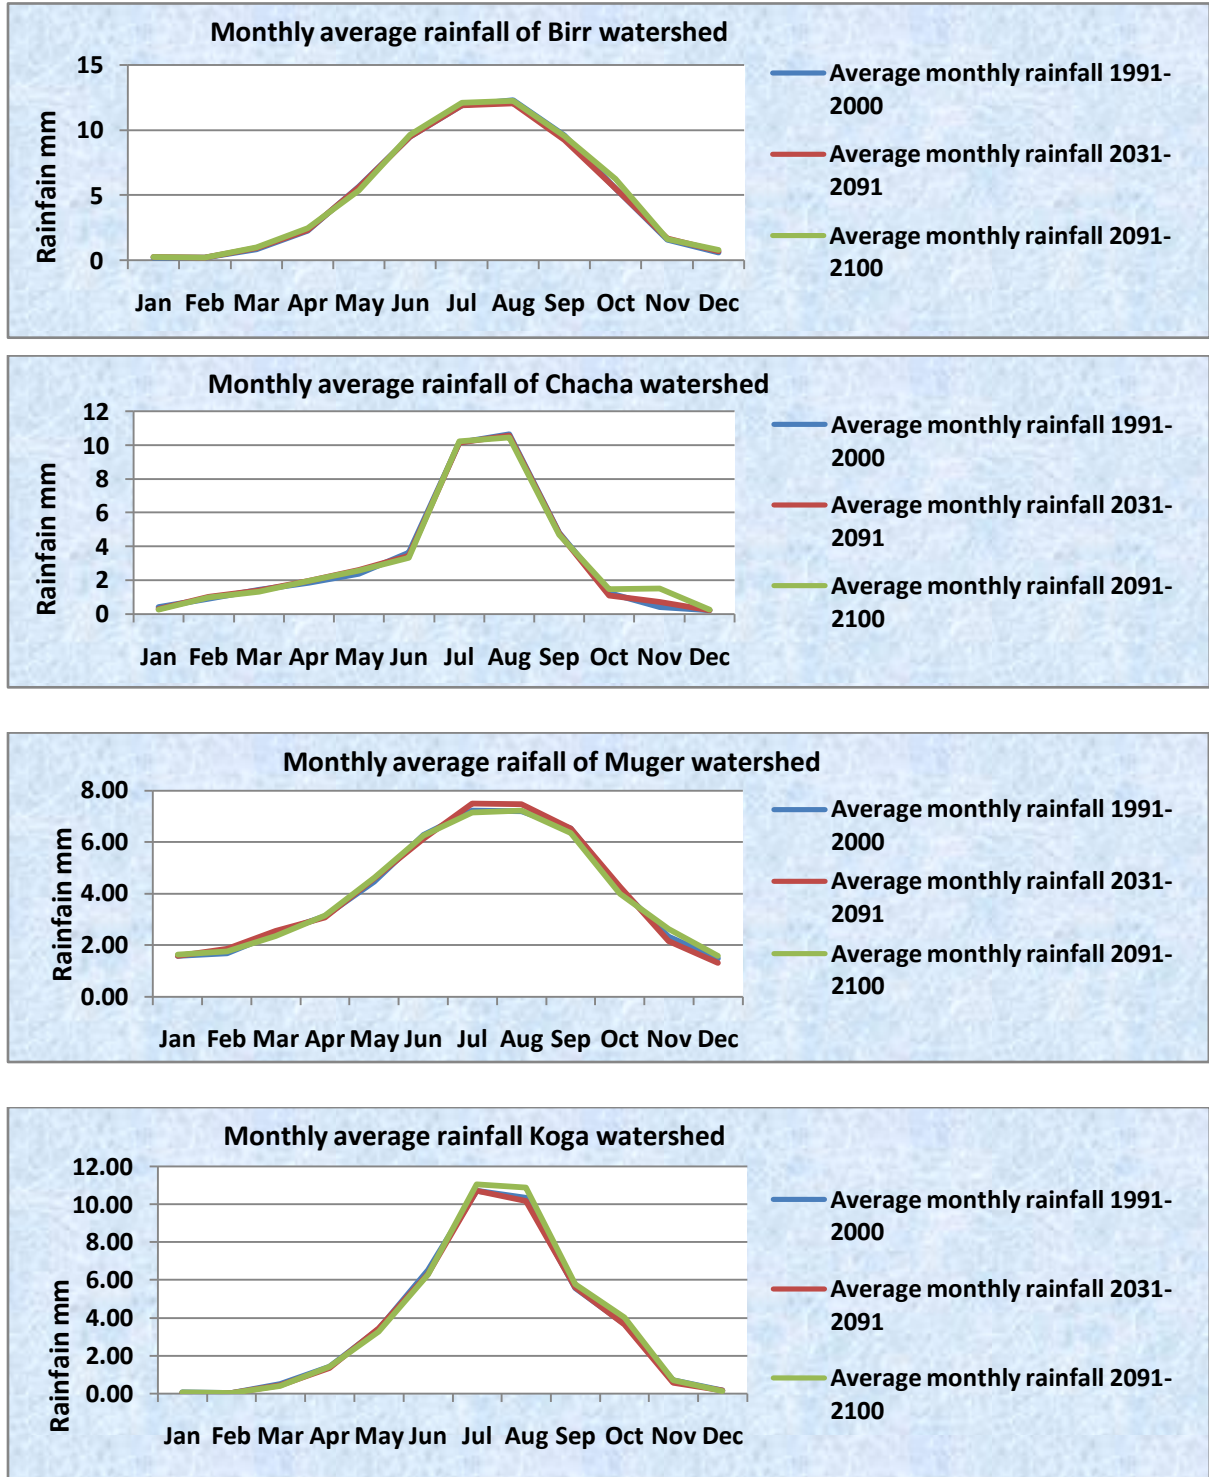 Monthly average rainfall of Birr watershed
Rainfain mm
15
10
5
0
Jan Feb Mar Apr May Jun Jul Aug Sep Oct Nov Dec
Average monthly rainfall 1991-
2000
Average monthly rainfall 2031-
2091
Average monthly rainfall 2091-
2100
Monthly average rainfall of Chacha watershed
Rainfain mm
12
10
8
6
4
2
0
Jan Feb Mar Apr May Jun Jul Aug Sep Oct Nov Dec
Average monthly rainfall 1991-
2000
Average monthly rainfall 2031-
2091
Average monthly rainfall 2091-
2100
Monthly average raifall of Muger watershed
Rainfain mm
8.00
6.00
4.00
2.00
0.00
Jan Feb Mar Apr May Jun Jul Aug Sep Oct Nov Dec
Average monthly rainfall 1991-
2000
Average monthly rainfall 2031-
2091
Average monthly rainfall 2091-
2100
Monthly average rainfall Koga watershed
Rainfain mm
12.00
10.00
8.00
6.00
4.00
2.00
0.00
Jan Feb Mar Apr May Jun Jul Aug Sep Oct Nov Dec
Average monthly rainfall 1991-
2000
Average monthly rainfall 2031-
2091
Average monthly rainfall 2091-
2100